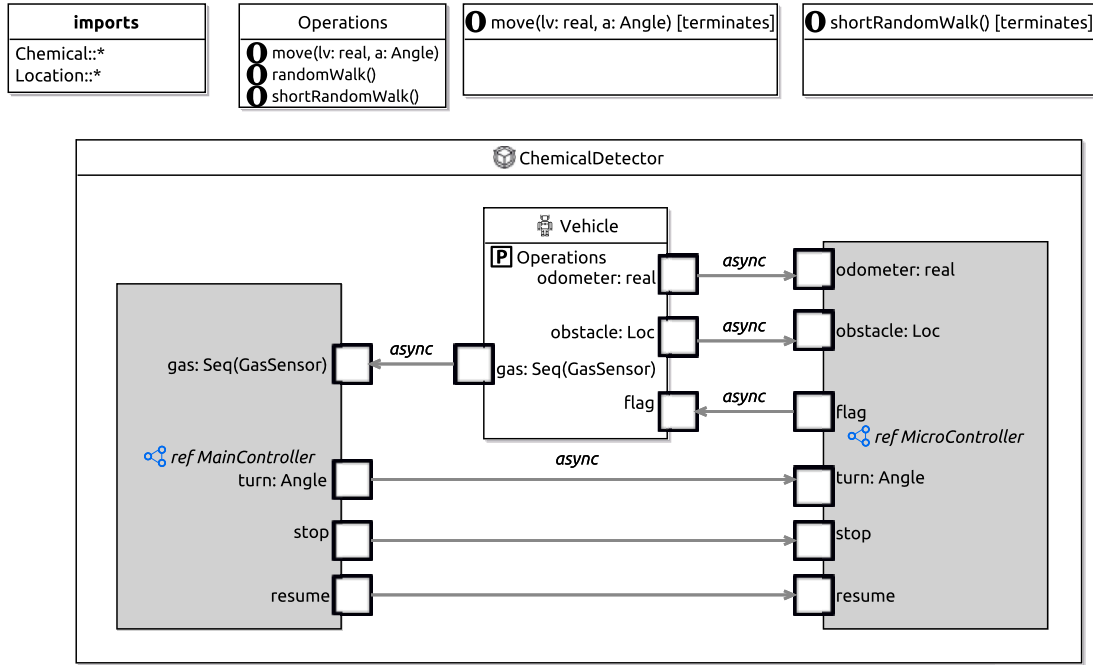 imports
Chemical::*
Location::*
Operations
O move(lv: real, a: Angle)
O randomWalk()
O shortRandomWalk()
O move(lv: real, a: Angle) [terminates]
O shortRandomWalk() [terminates]
ChemicalDetector
Vehicle
P Operations
odometer: real
async
odometer: real
obstacle: Loc
async
obstacle: Loc
gas: Seq(GasSensor)
async
gas: Seq(GasSensor)
flag
async
flag
ref MicroController
ref MainController
async
turn: Angle
turn: Angle
stop
stop
resume
resume